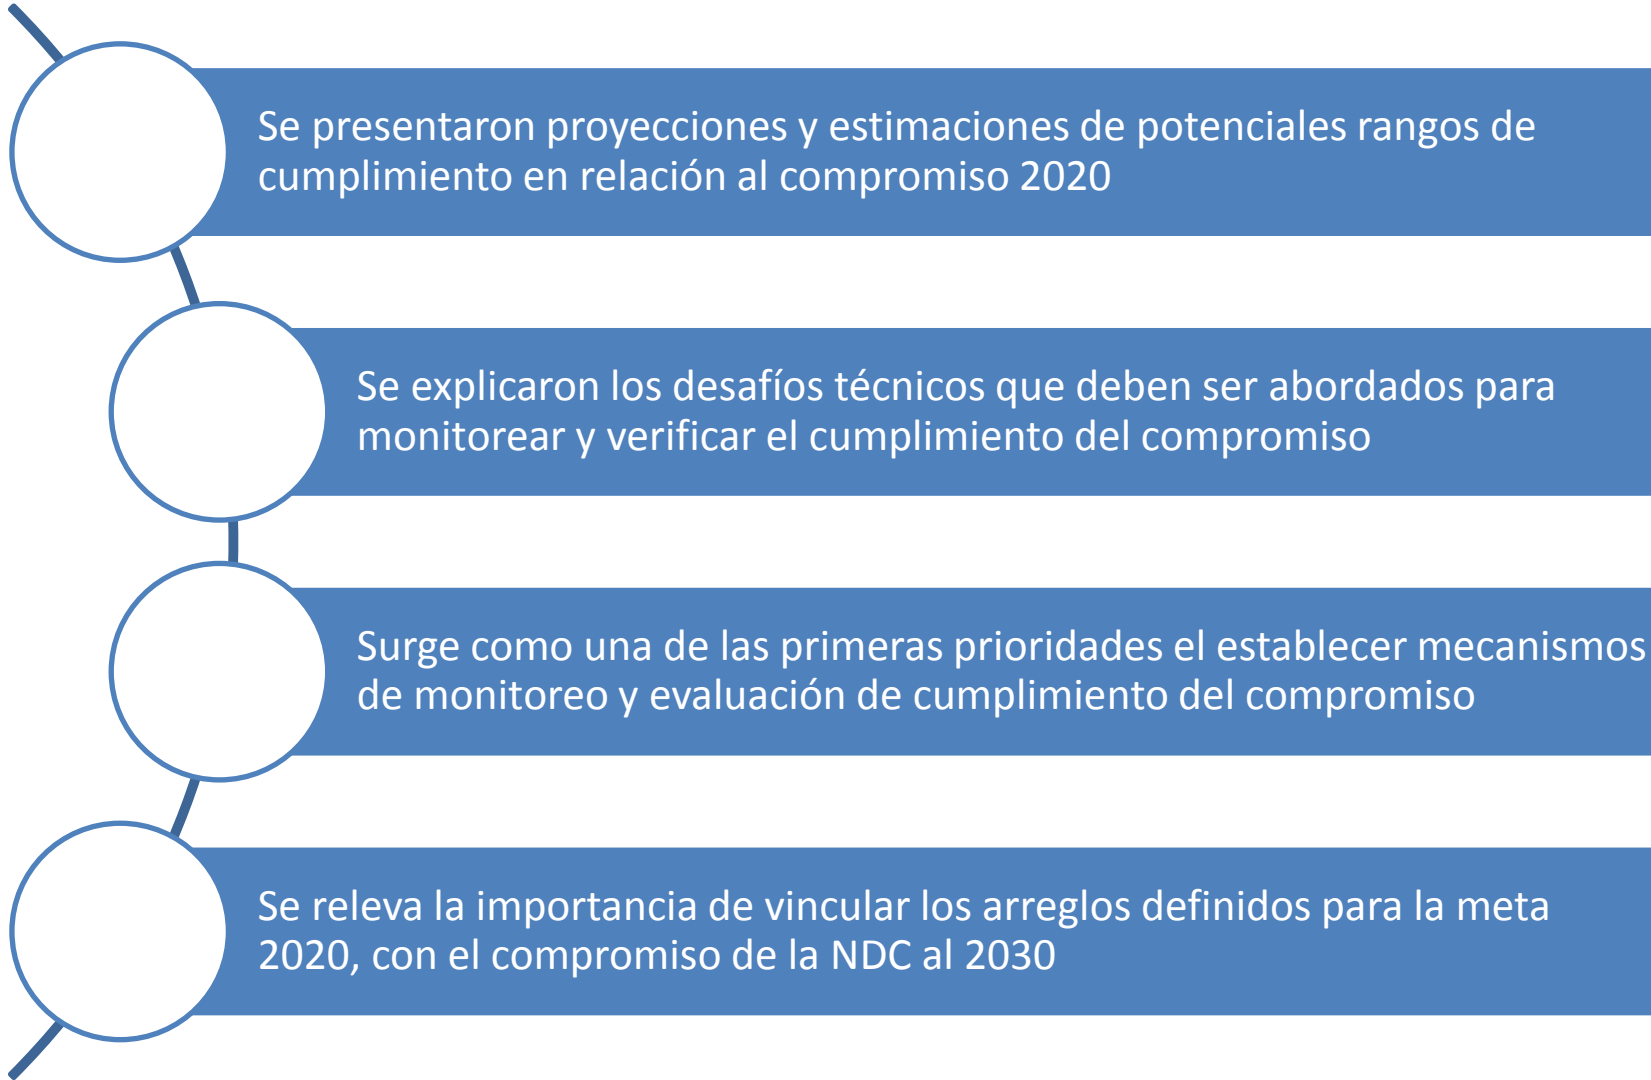 Se presentaron proyecciones y estimaciones de potenciales rangos de
cumplimiento en relación al compromiso 2020
Se explicaron los desafíos técnicos que deben ser abordados para
monitorear y verificar el cumplimiento del compromiso
Surge como una de las primeras prioridades el establecer mecanismos
de monitoreo y evaluación de cumplimiento del compromiso
Se releva la importancia de vincular los arreglos definidos para la meta
2020, con el compromiso de la NDC al 2030